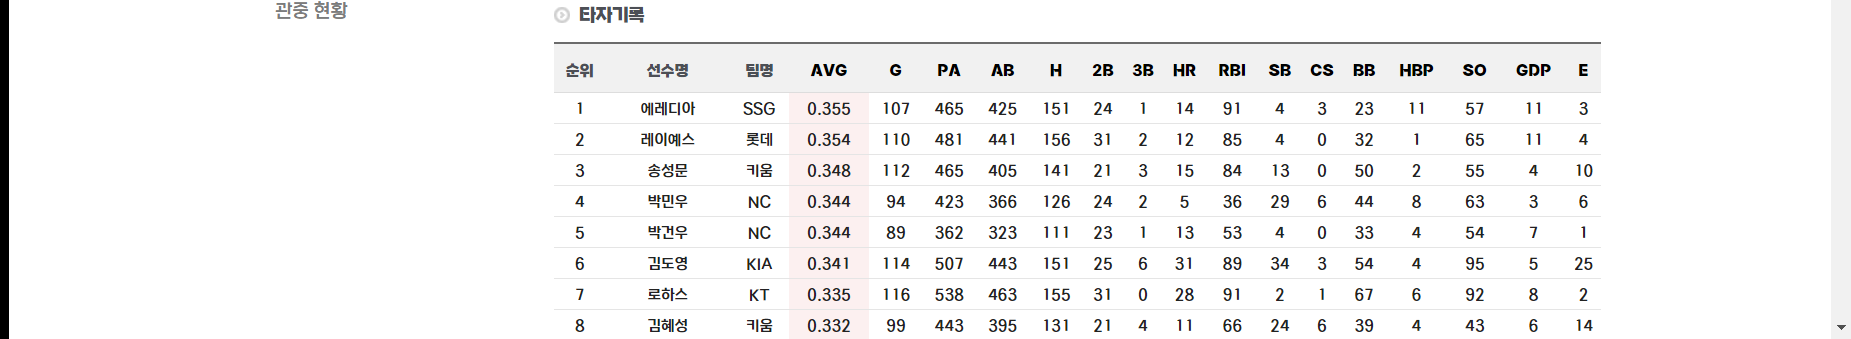 관중 현황
타자기록
순위 선수명 팀명 AVG G PA AB H 2B 3B HR RBI SB CS BB HBP SO GDP E
1 에레디아 SSG 0.355 107 465 425 151 24 1 14 91 4 3 23 11 57 11 3
2 레이예스 롯데 0.354 110 481 441 156 31 2 12 85 4 0 32 1 65 11 4
3 송성문 키움 0.348 112 465 405 141 21 3 15 84 13 0 50 2 55 4 10
4 박민우 NC 0.344 94 423 366 126 24 2 5 36 29 6 44 8 63 3 6
5 박건우 NC 0.344 89 362 323 111 23 1 13 53 4 0 33 4 54 7 1
6 김도영 KIA 0.341 114 507 443 151 25 6 31 89 34 3 54 4 95 5 25
7 로하스 KT 0.335 116 538 463 155 31 0 28 91 2 1 67 6 92 8 2
8 김혜성 키움 0.332 99 443 395 131 21 4 11 66 24 6 39 4 43 6 14